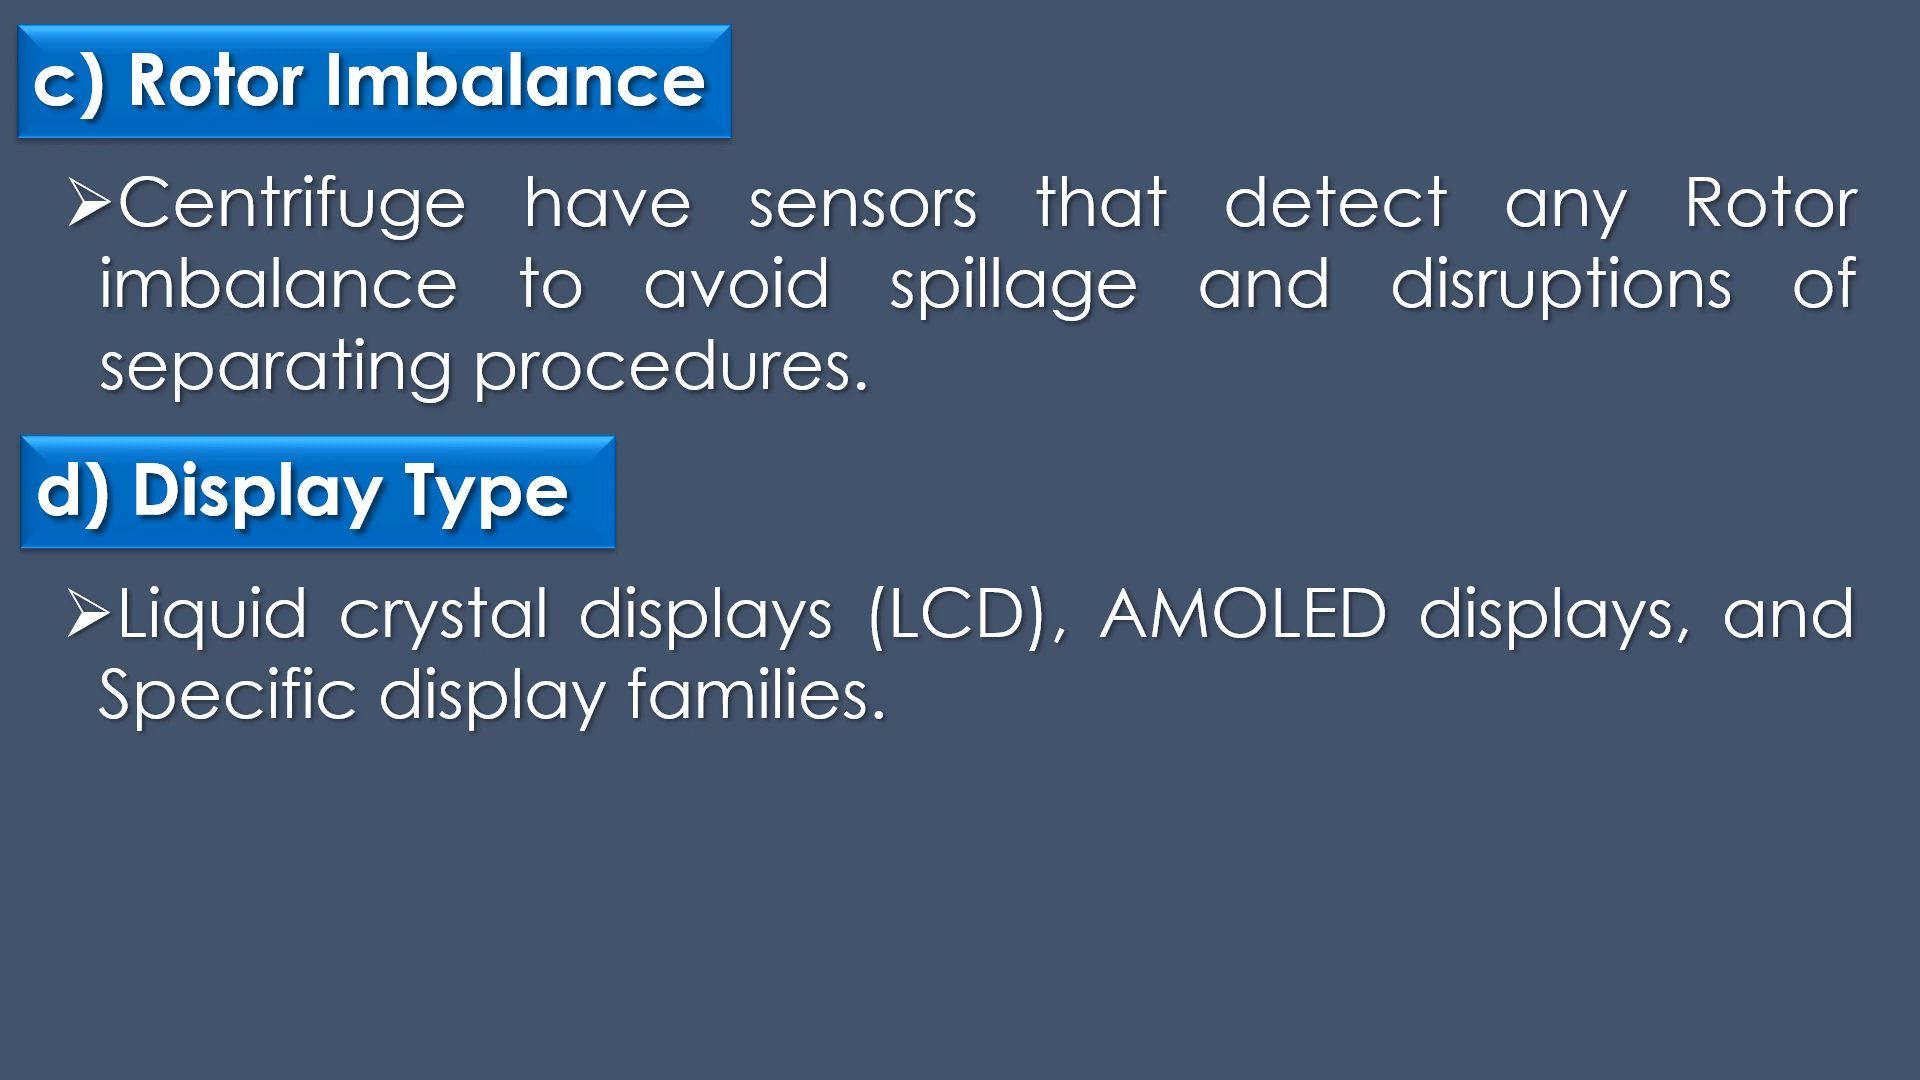 c) Rotor Imbalance
➢Centrifuge have sensors that detect any Rotor
imbalance to avoid spillage and disruptions of
separating procedures.
d) Display Type
➢Liquid crystal displays (LCD), AMOLED displays, and
Specific display families.